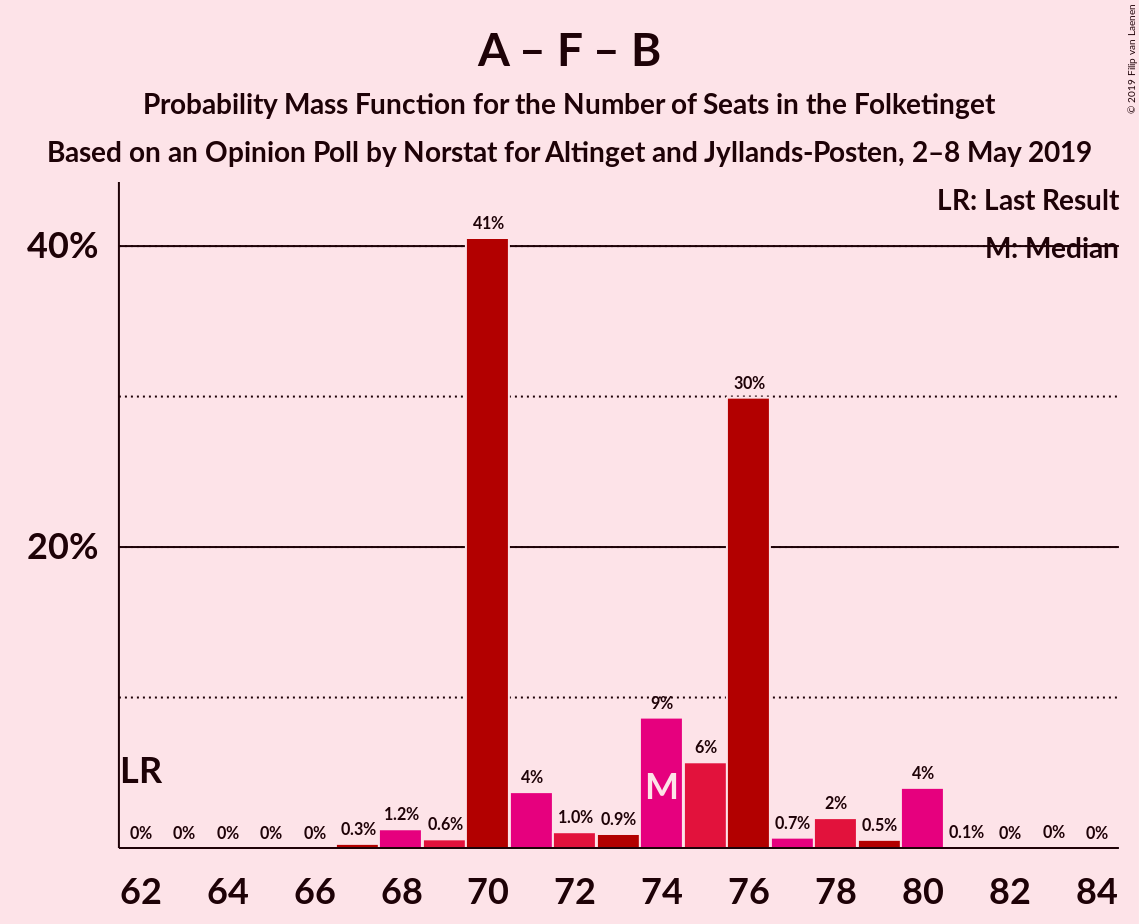 A – F – B
Probability Mass Function for the Number of Seats in the Folketinget
Based on an Opinion Poll by Norstat for Altinget and Jyllands-Posten, 2–8 May 2019
© 2019 Filip van Laenen
LR: Last Result
M: Median
40%
20%
41%
30%
9%
6%
4%
4%
2%
1.2%
1.0%
0.9%
0.7%
0.6%
0.5%
0.3%
0.1%
0% 0% 0% 0% 0%
0% 0% 0%
LR
M
62 64 66 68 70 72 74 76 78 80 82 84